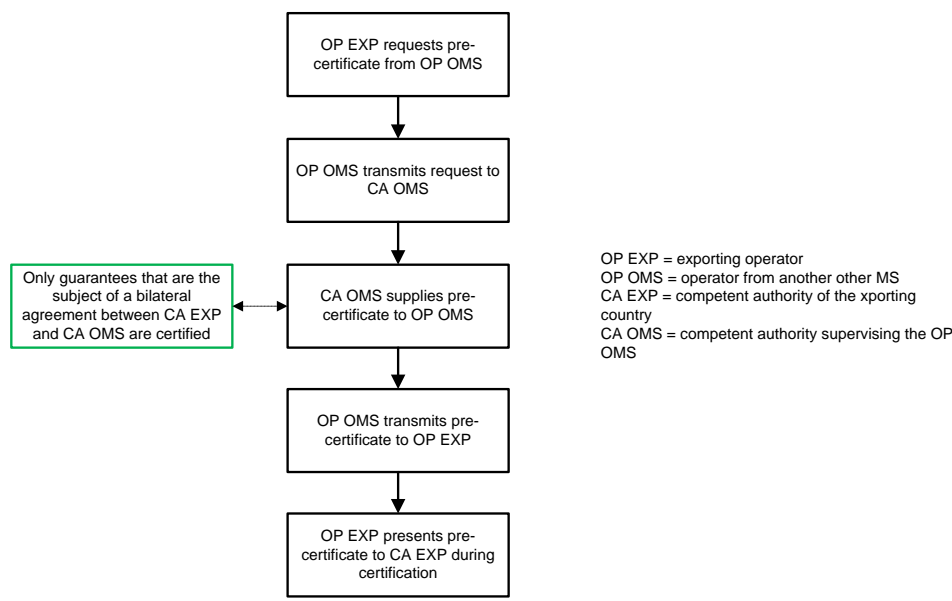 OP EXP requests pre-
certificate from OP OMS
OP OMS transmits request to
CA OMS
Only guarantees that are the
subject of a bilateral
agreement between CA EXP
and CA OMS are certified
CA OMS supplies pre-
certificate to OP OMS
OP EXP = exporting operator
OP OMS = operator from another other MS
CA EXP = competent authority of the xporting
country
CA OMS = competent authority supervising the OP
OMS
OP OMS transmits pre-
certificate to OP EXP
OP EXP presents pre-
certificate to CA EXP during
certification